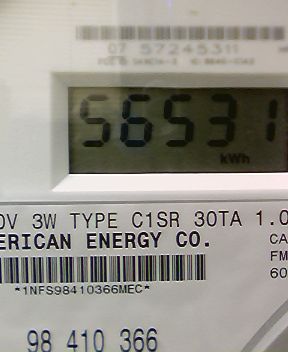 07 57245311
56531
kWh
0V 3W TYPE C1SR 30TA 1.0
ERICAN ENERGY CO.
CA
FM
60
*1NFS98410366MEC*
98 410 366